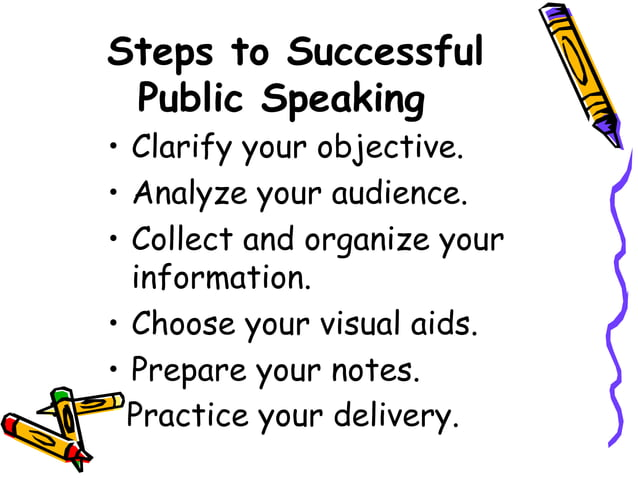 Steps to Successful
Public Speaking
• Clarify your objective.
• Analyze your audience.
• Collect and organize your
information.
• Choose your visual aids.
• Prepare your notes.
Practice your delivery.